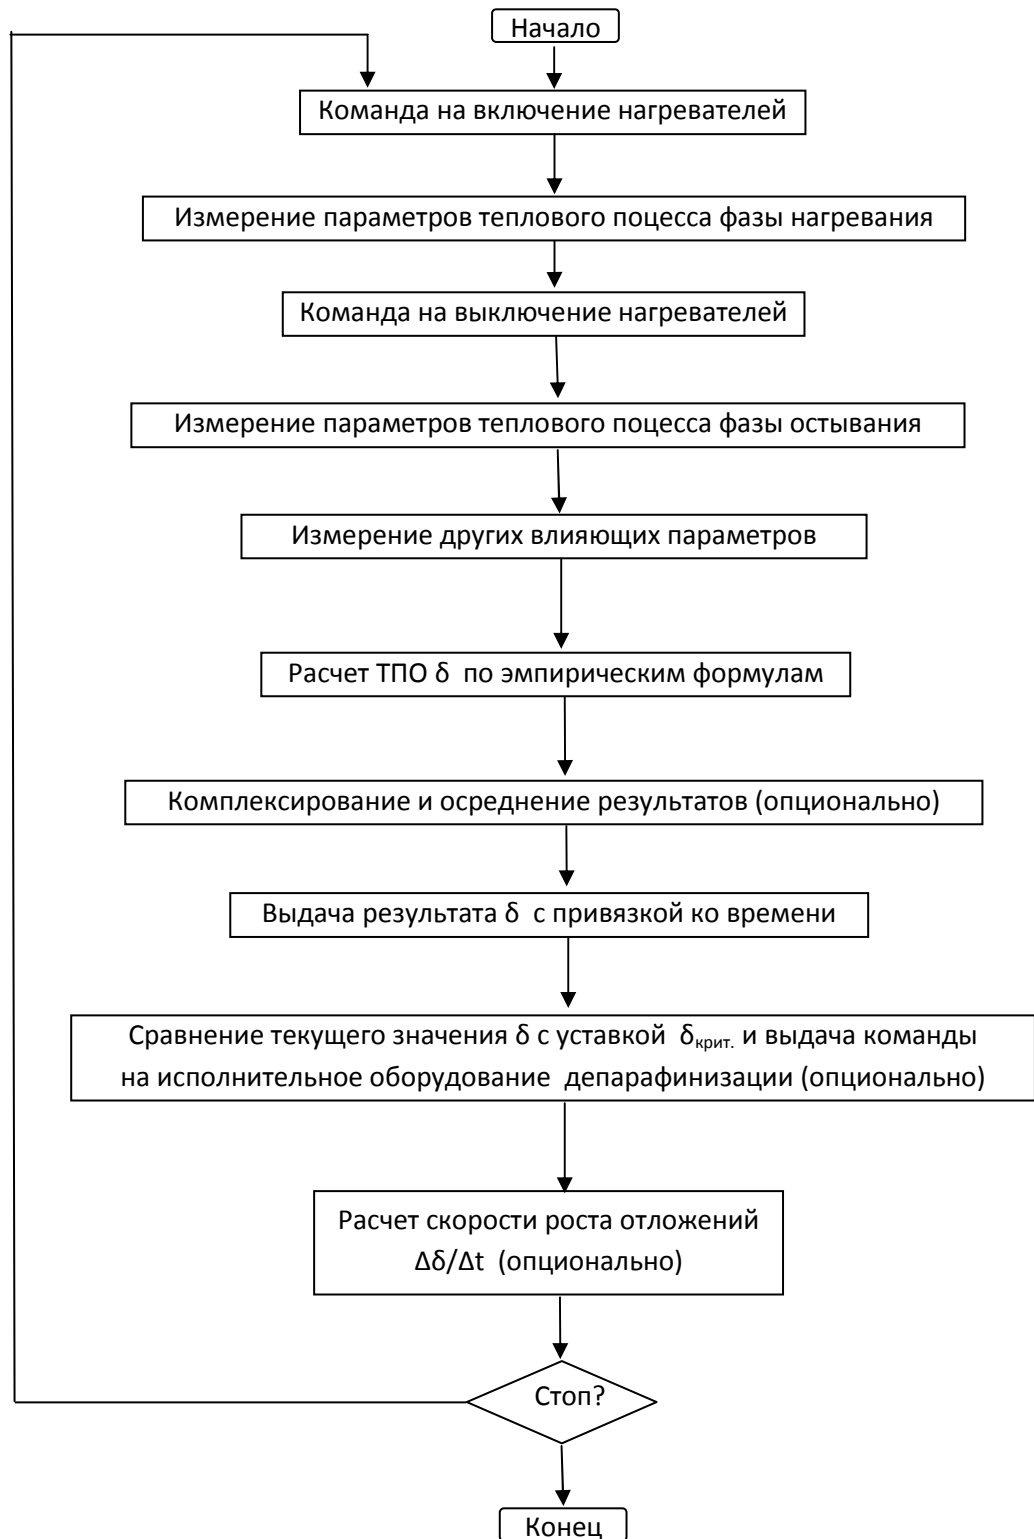 Начало
Команда на включение нагревателей
Измерение параметров теплового поцесса фазы нагревания
Команда на выключение нагревателей
Измерение параметров теплового поцесса фазы остывания
Измерение других влияющих параметров
Расчет ТПО δ по эмпирическим формулам
Комплексирование и осреднение результатов (опционально)
Выдача результата δ с привязкой ко времени
Сравнение текущего значения δ с уставкой δкрит. и выдача команды
на исполнительное оборудование депарафинизации (опционально)
Расчет скорости роста отложений
Δδ/Δt (опционально)
Стоп?
Конец